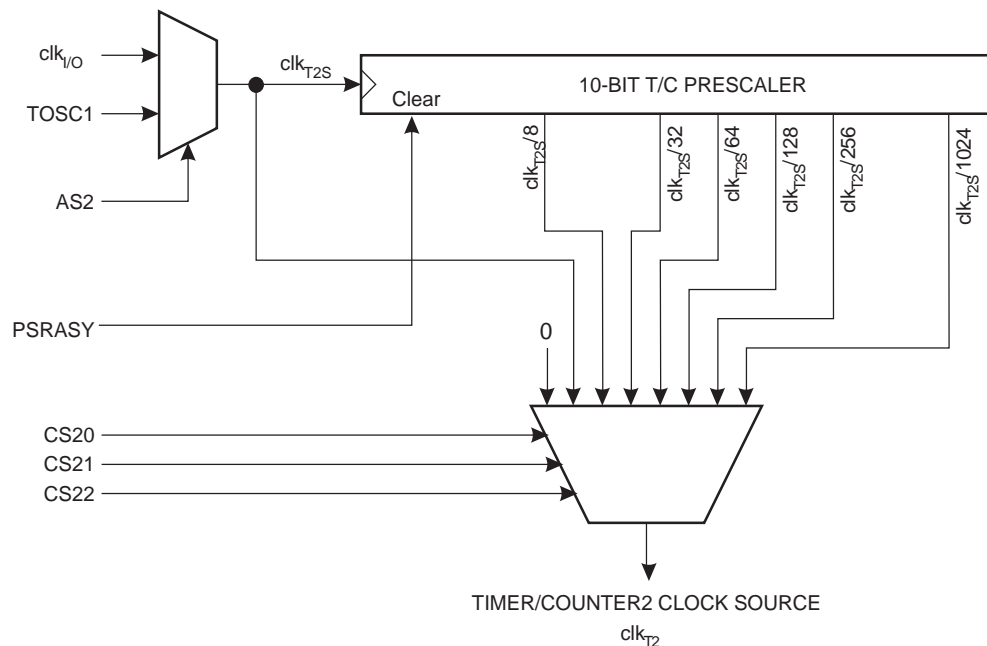 clkI/O
clkT2S
10-BIT T/C PRESCALER
TOSC1
Clear
clkT2S/8
clkT2S/32
clkT2S/64
clkT2S/128
clkT2S/256
clkT2S/1024
AS2
PSRASY
0
CS20
CS21
CS22
TIMER/COUNTER2 CLOCK SOURCE
clkT2